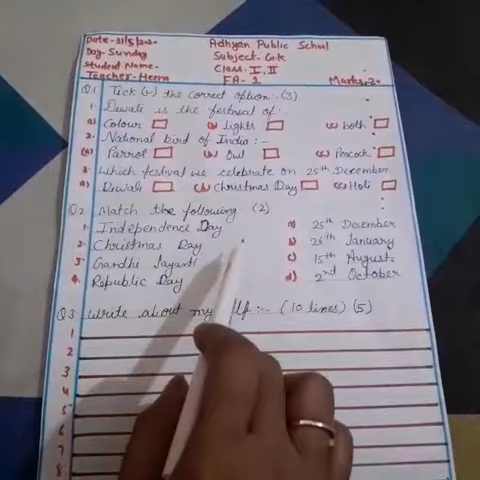 Date- 31/5/2020 Adhyan Public School
Day- Sunday Subject- G.K
Student Name- Class- I, II
Teacher- Heena FA- 1 Marks- 20
Q1 Tick (✓) the correct option :- (3)
1. Diwali is the festival of :-
a) Colour (b) Lights (c) both
2. National bird of India :-
(a) Parrot (b) Owl (c) Peacock
3. Which festival we celebrate on 25th December
a) Diwali (b) Christmas Day (c) Holi
Q2. Match the following (2)
1. Independence Day a) 25th December
2. Christmas Day b) 26th January
3. Gandhi Jayanti c) 15th August
4. Republic Day d) 2nd October
Q3 Write about my self :- (10 lines) (5)
1
2
3
4
5
6
7
8